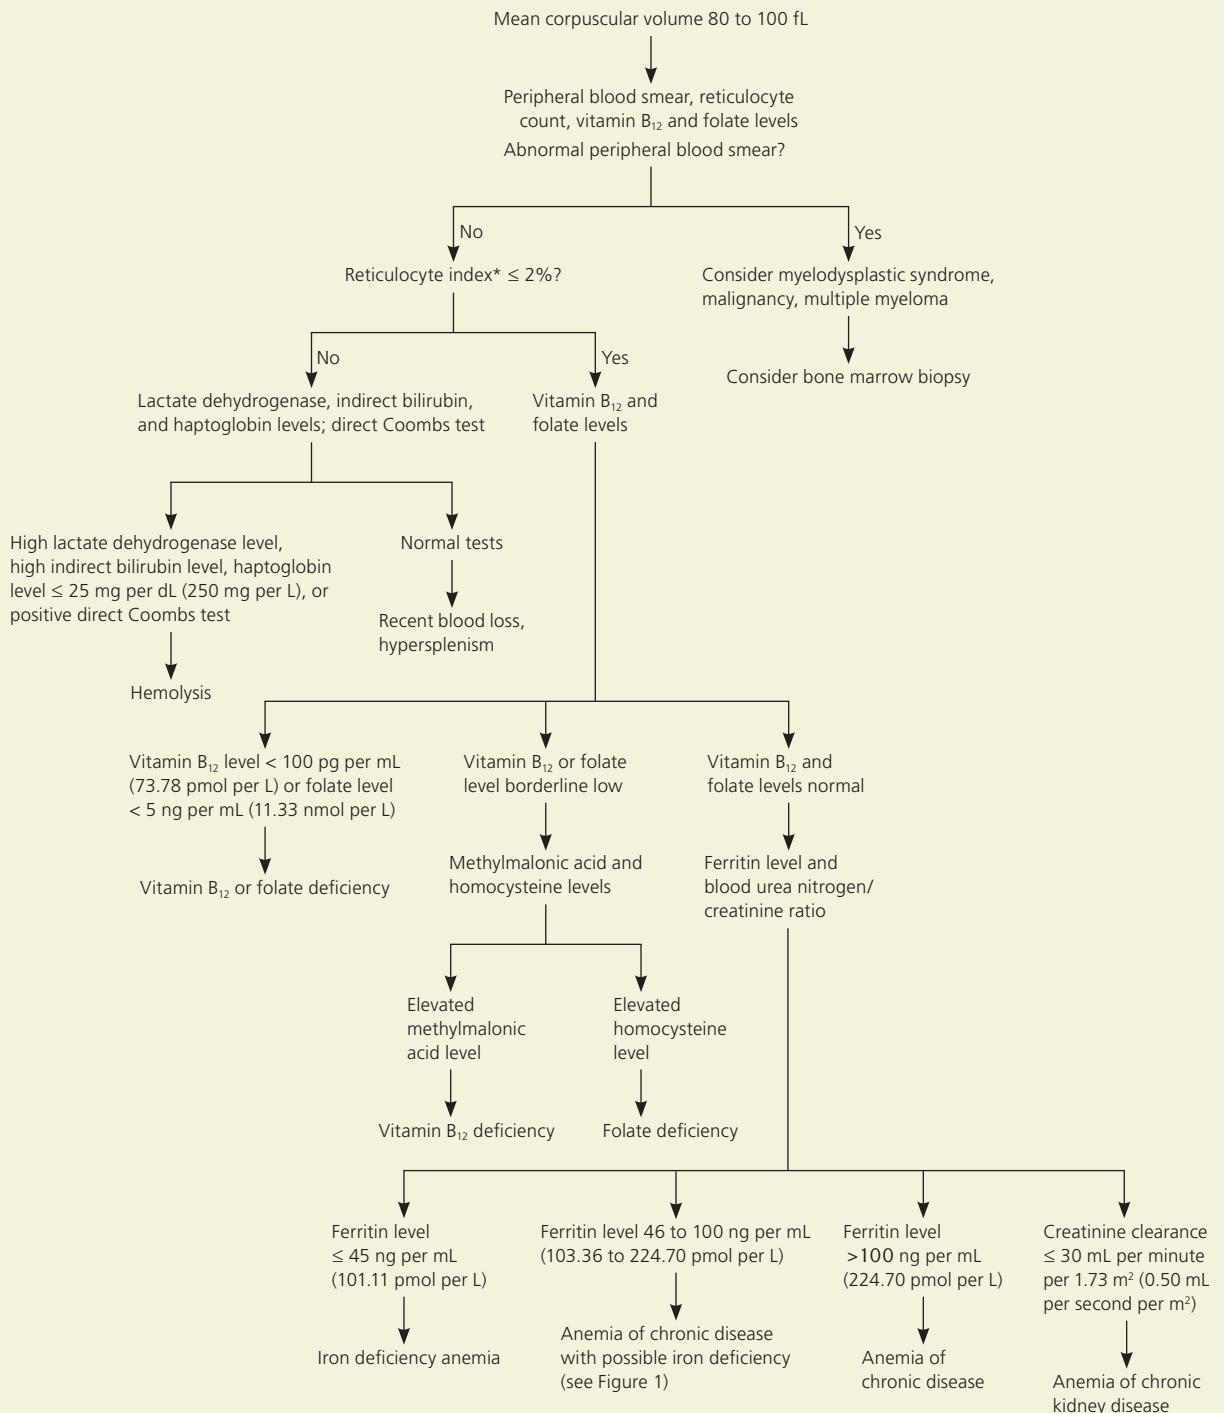 Mean corpuscular volume 80 to 100 fL
Peripheral blood smear, reticulocyte
count, vitamin B₁₂ and folate levels
Abnormal peripheral blood smear?
No
Yes
Reticulocyte index* ≤ 2%?
Consider myelodysplastic syndrome,
malignancy, multiple myeloma
No
Yes
Consider bone marrow biopsy
Lactate dehydrogenase, indirect bilirubin,
and haptoglobin levels; direct Coombs test
Vitamin B₁₂ and
folate levels
High lactate dehydrogenase level,
high indirect bilirubin level, haptoglobin
level ≤ 25 mg per dL (250 mg per L), or
positive direct Coombs test
Normal tests
Recent blood loss,
hypersplenism
Hemolysis
Vitamin B₁₂ level < 100 pg per mL
(73.78 pmol per L) or folate level
< 5 ng per mL (11.33 nmol per L)
Vitamin B₁₂ or folate
level borderline low
Vitamin B₁₂ and
folate levels normal
Vitamin B₁₂ or folate deficiency
Methylmalonic acid and
homocysteine levels
Ferritin level and
blood urea nitrogen/
creatinine ratio
Elevated
methylmalonic
acid level
Elevated
homocysteine
level
Vitamin B₁₂ deficiency
Folate deficiency
Ferritin level
≤ 45 ng per mL
(101.11 pmol per L)
Ferritin level 46 to 100 ng per mL
(103.36 to 224.70 pmol per L)
Ferritin level
>100 ng per mL
(224.70 pmol per L)
Creatinine clearance
≤ 30 mL per minute
per 1.73 m² (0.50 mL
per second per m²)
Iron deficiency anemia
Anemia of chronic disease
with possible iron deficiency
(see Figure 1)
Anemia of
chronic disease
Anemia of chronic
kidney disease